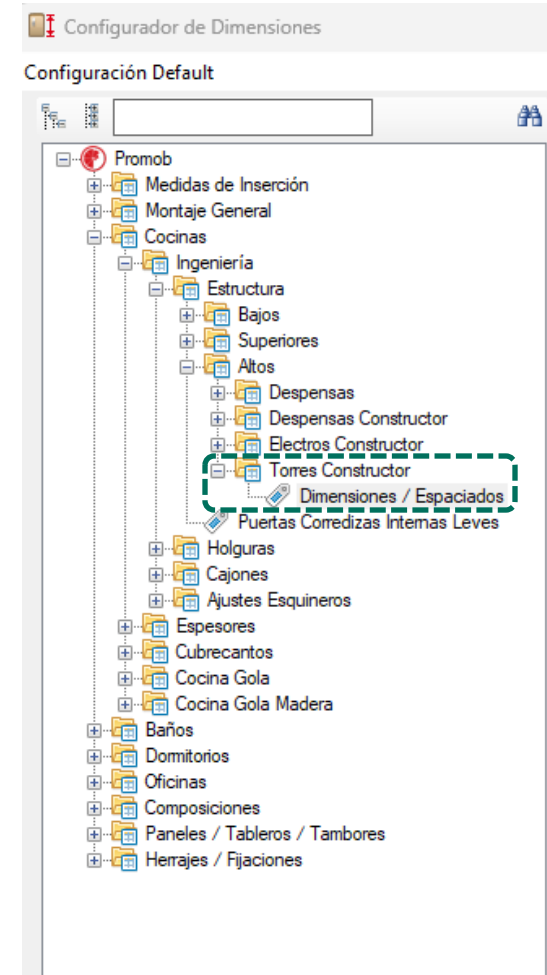 Configurador de Dimensiones
Configuración Default
Promob
Medidas de Inserción
Montaje General
Cocinas
Ingeniería
Estructura
Bajos
Superiores
Altos
Despensas
Despensas Constructor
Electros Constructor
Torres Constructor
Dimensiones / Espaciados
Puertas Corredizas Internas Leves
Holguras
Cajones
Ajustes Esquineros
Espesores
Cubrecantos
Cocina Gola
Cocina Gola Madera
Baños
Dormitorios
Oficinas
Composiciones
Paneles / Tableros / Tambores
Herrajes / Fijaciones